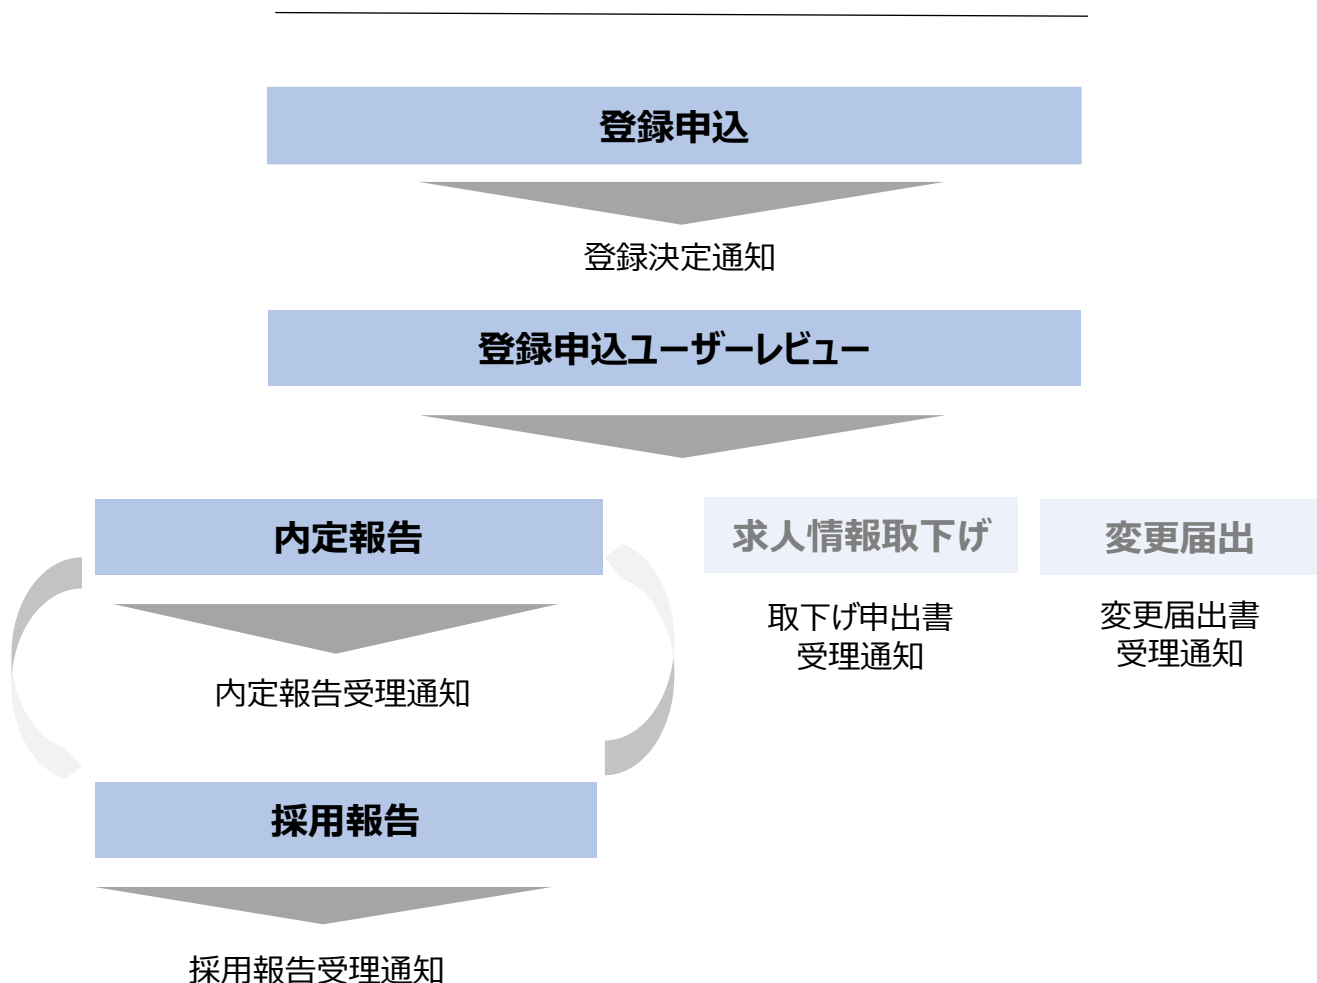 登録申込
登録決定通知
登録申込ユーザーレビュー
内定報告
求人情報取下げ
変更届出
取下げ申出書
受理通知
変更届出書
受理通知
内定報告受理通知
採用報告
採用報告受理通知